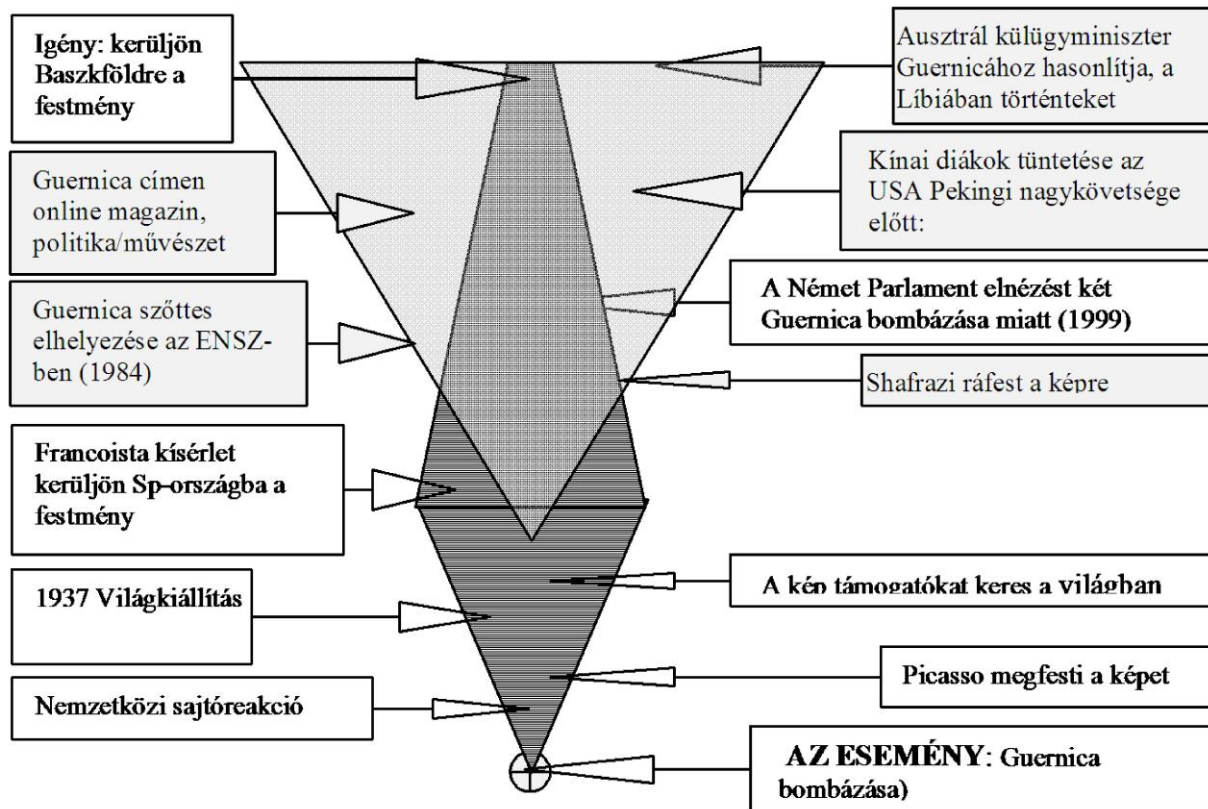 Igény: kerüljön
Baszkföldre a
festmény
Ausztrál külügyminiszter
Guernicához hasonlítja, a
Líbiában történteket
Guernica címen
online magazin,
politika/művészet
Kínai diákok tüntetése az
USA Pekingi nagykövetsége
előtt:
Guernica szőttes
elhelyezése az ENSZ-
ben (1984)
A Német Parlament elnézést két
Guernica bombázása miatt (1999)
Shafrazi ráfest a képre
Francoista kísérlet
kerüljön Sp-országba a
festmény
1937 Világkiállítás
A kép támogatókat keres a világban
Picasso megfesti a képet
Nemzetközi sajtóreakció
AZ ESEMÉNY: Guernica
bombázása)